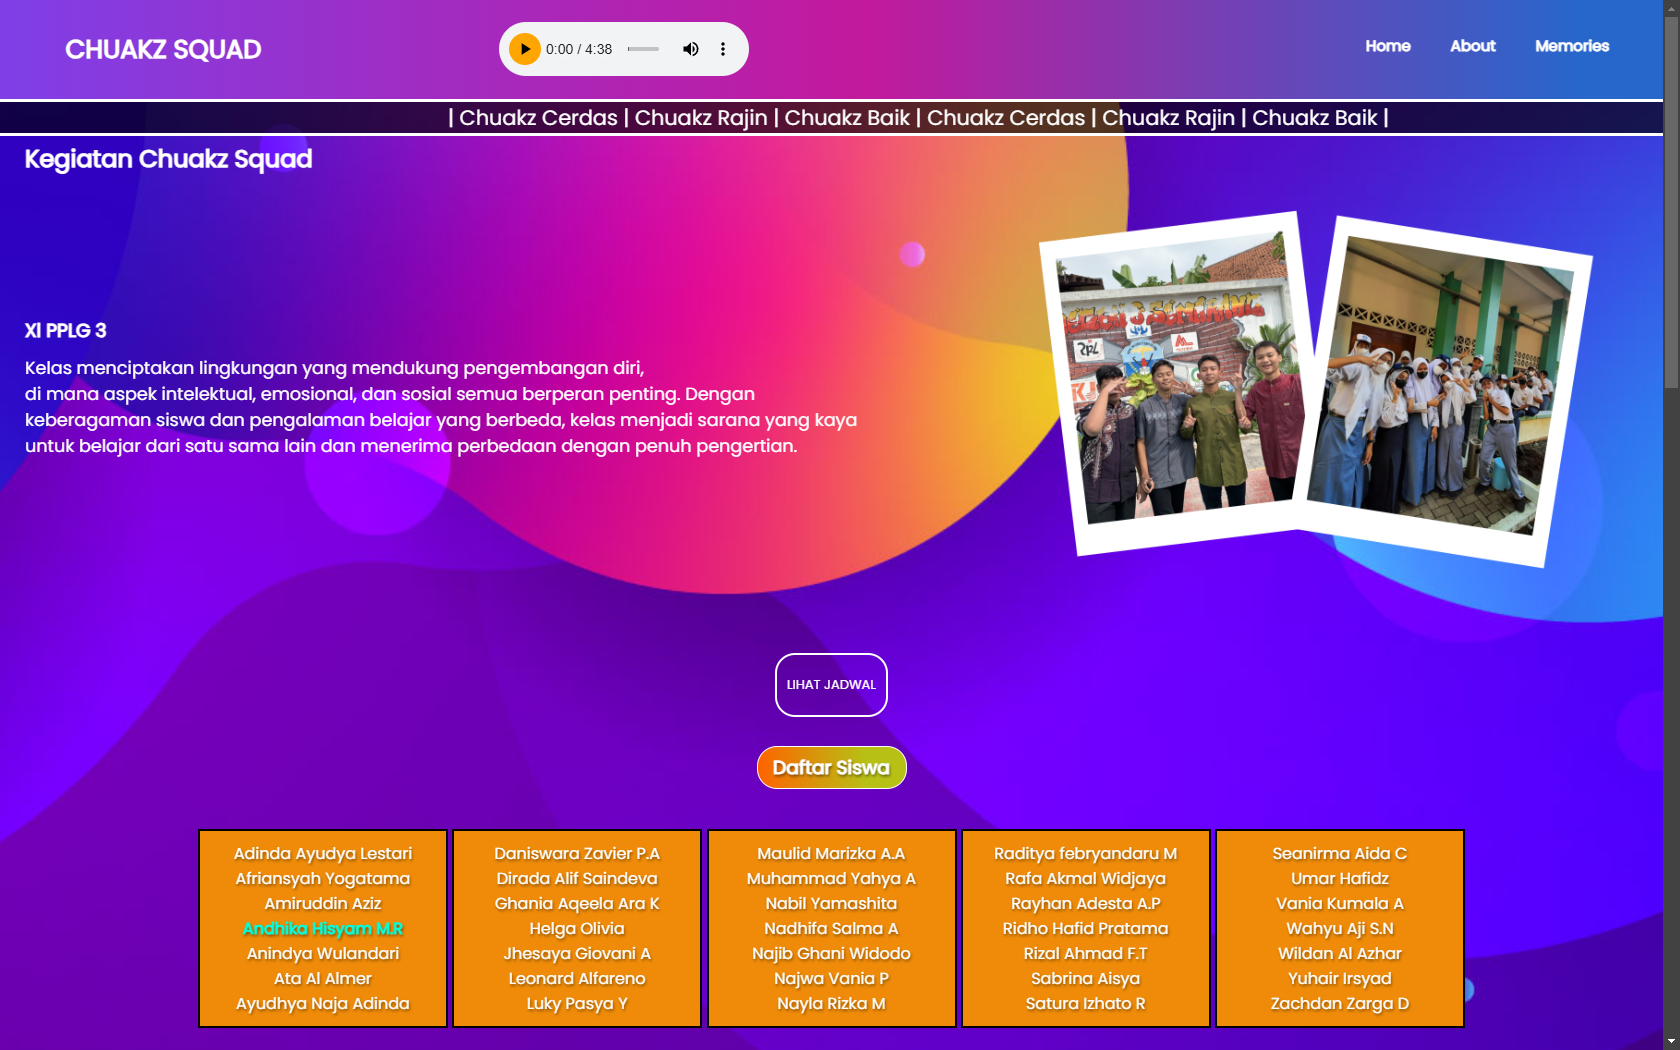 CHUAKZ SQUAD
0:00 / 4:38
Home
About
Memories
| Chuakz Cerdas | Chuakz Rajin | Chuakz Baik | Chuakz Cerdas | Chuakz Rajin | Chuakz Baik |
Kegiatan Chuakz Squad
XI PPLG 3
Kelas menciptakan lingkungan yang mendukung pengembangan diri,
di mana aspek intelektual, emosional, dan sosial semua berperan penting. Dengan
keberagaman siswa dan pengalaman belajar yang berbeda, kelas menjadi sarana yang kaya
untuk belajar dari satu sama lain dan menerima perbedaan dengan penuh pengertian.
RPL
LIHAT JADWAL
Daftar Siswa
Adinda Ayudya Lestari
Afriansyah Yogatama
Amiruddin Aziz
Andhika Hisyam M.R
Anindya Wulandari
Ata Al Almer
Ayudhya Naja Adinda
Daniswara Zavier P.A
Dirada Alif Saindeva
Ghania Aqeela Ara K
Helga Olivia
Jhesaya Giovani A
Leonard Alfareno
Luky Pasya Y
Maulid Marizka A.A
Muhammad Yahya A
Nabil Yamashita
Nadhifa Salma A
Najib Ghani Widodo
Najwa Vania P
Nayla Rizka M
Raditya febryandaru M
Rafa Akmal Widjaya
Rayhan Adesta A.P
Ridho Hafid Pratama
Rizal Ahmad F.T
Sabrina Aisya
Satura Izhato R
Seanirma Aida C
Umar Hafidz
Vania Kumala A
Wahyu Aji S.N
Wildan Al Azhar
Yuhair Irsyad
Zachdan Zarga D